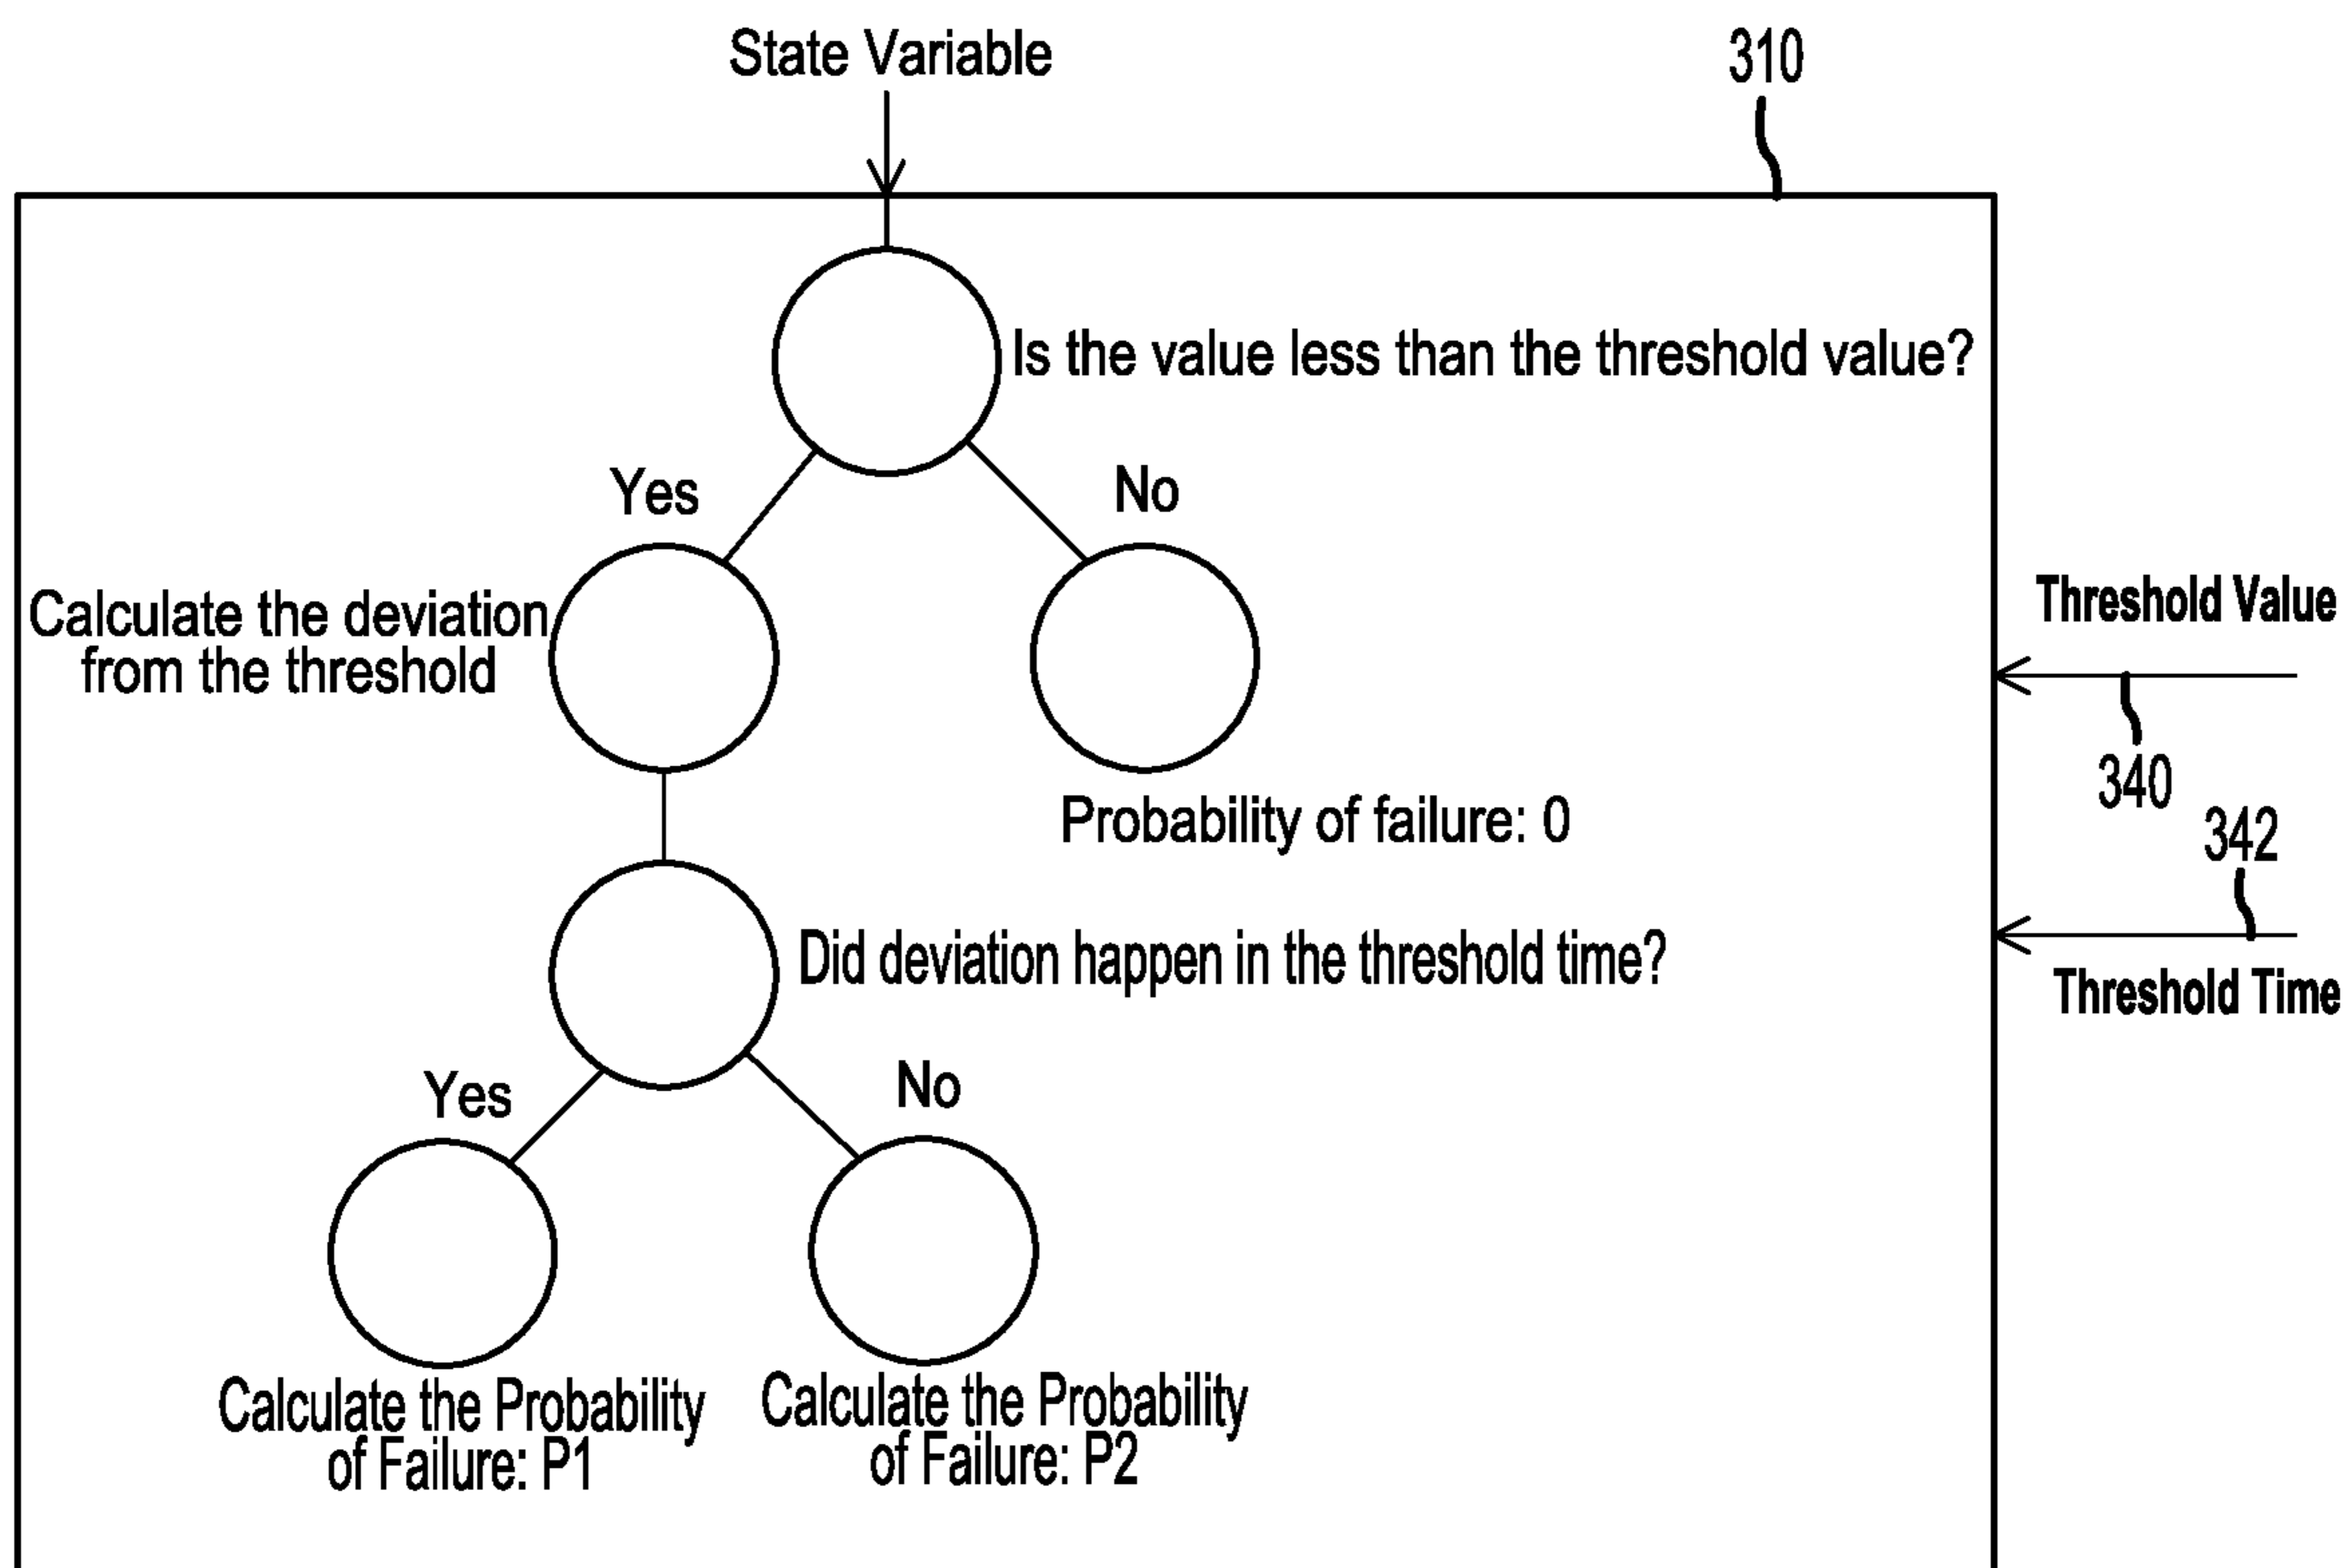 State Variable
310
Is the value less than the threshold value?
Yes
No
Calculate the deviation
from the threshold
Threshold Value
340
Probability of failure: 0
342
Did deviation happen in the threshold time?
Threshold Time
Yes
No
Calculate the Probability
of Failure: P1
Calculate the Probability
of Failure: P2